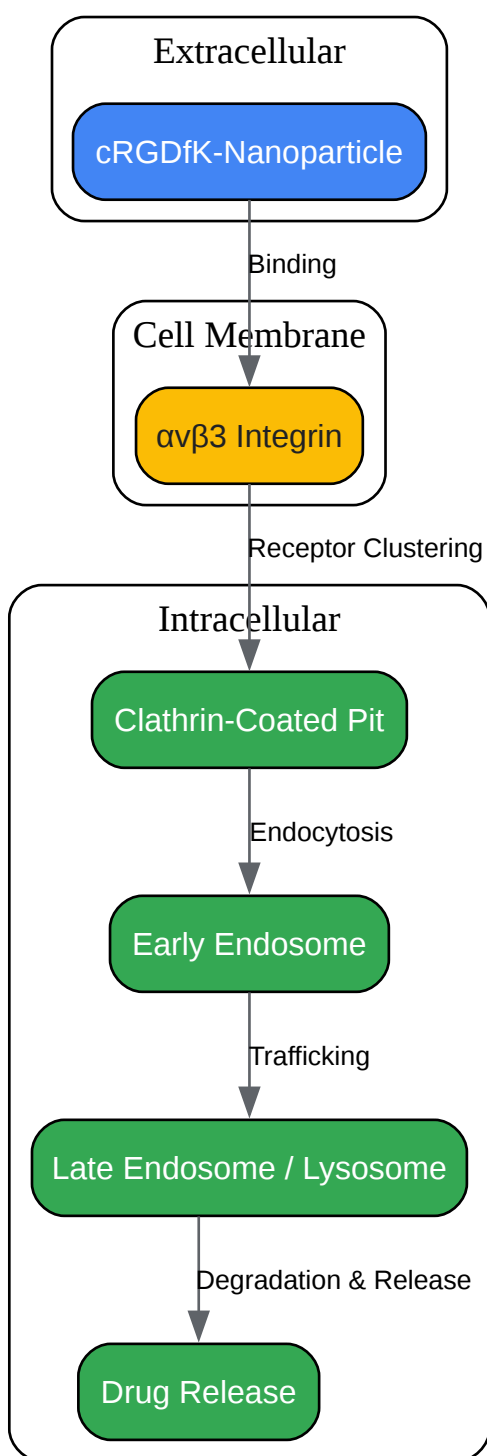 Extracellular
cRGDfK-Nanoparticle
Binding
Cell Membrane
αvβ3 Integrin
Receptor Clustering
Intracellular
Clathrin-Coated Pit
Endocytosis
Early Endosome
Trafficking
Late Endosome / Lysosome
Degradation & Release
Drug Release